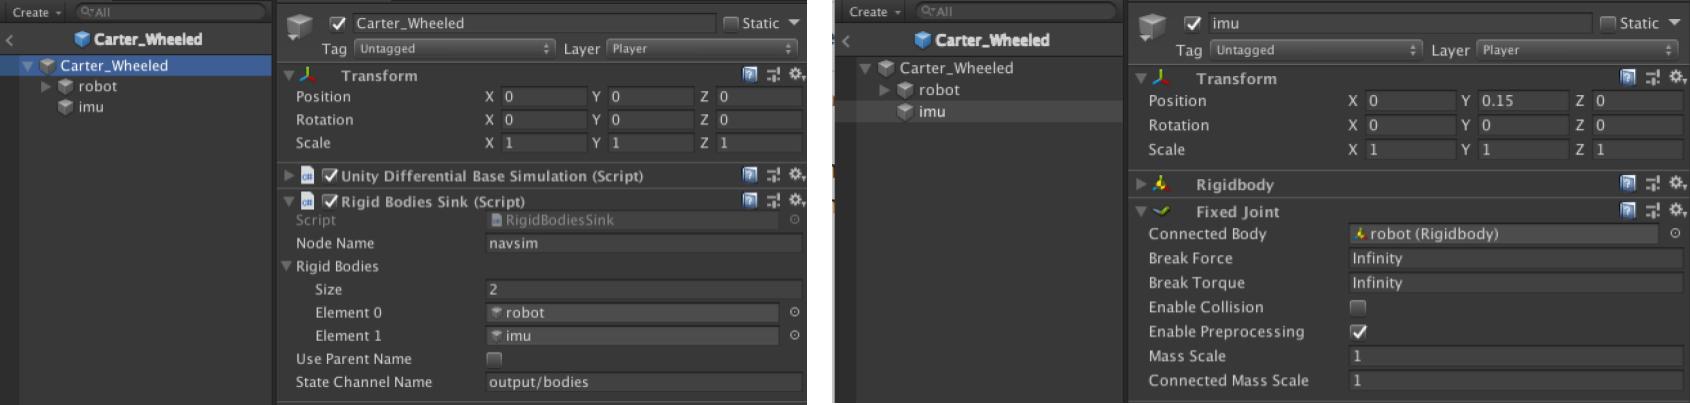 Create
All
Carter_Wheeled
Carter_Wheeled
robot
imu
Carter_Wheeled
Static
Tag Untagged Layer Player
Transform
Position X 0 Y 0 Z 0
Rotation X 0 Y 0 Z 0
Scale X 1 Y 1 Z 1
Unity Differential Base Simulation (Script)
Rigid Bodies Sink (Script)
Script RigidBodiesSink
Node Name navsim
Rigid Bodies
Size 2
Element 0 robot
Element 1 imu
Use Parent Name
State Channel Name output/bodies
Create
All
Carter_Wheeled
Carter_Wheeled
robot
imu
imu
Static
Tag Untagged Layer Player
Transform
Position X 0 Y 0.15 Z 0
Rotation X 0 Y 0 Z 0
Scale X 1 Y 1 Z 1
Rigidbody
Fixed Joint
Connected Body robot (Rigidbody)
Break Force Infinity
Break Torque Infinity
Enable Collision
Enable Preprocessing
Mass Scale 1
Connected Mass Scale 1